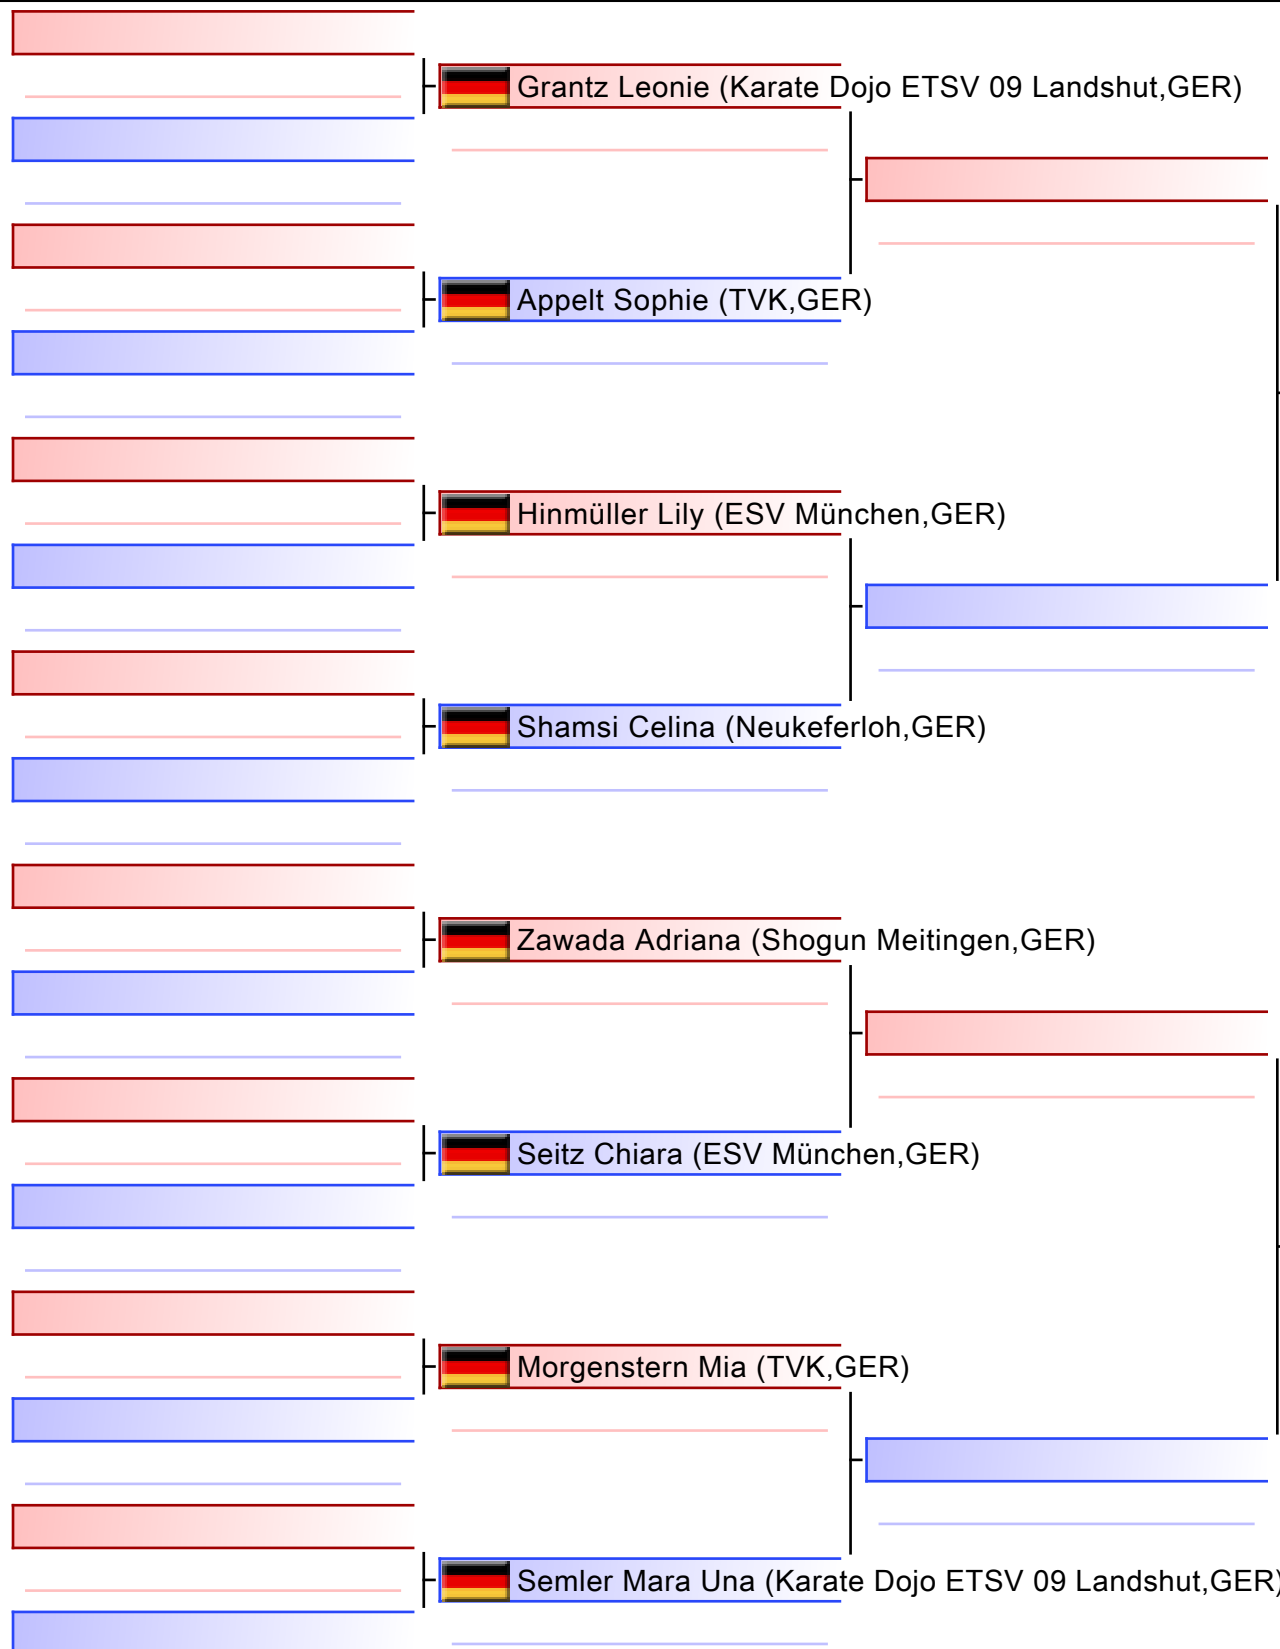 Grantz Leonie (Karate Dojo ETSV 09 Landshut,GER)
Appelt Sophie (TVK,GER)
Hinmüller Lily (ESV München,GER)
Shamsi Celina (Neukeferloh,GER)
Zawada Adriana (Shogun Meitingen,GER)
Seitz Chiara (ESV München,GER)
Morgenstern Mia (TVK,GER)
Semler Mara Una (Karate Dojo ETSV 09 Landshut,GER)